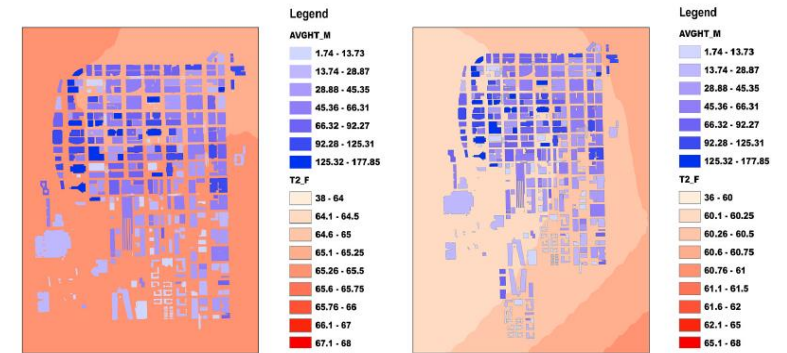 Legend
AVGHT_M
1.74 - 13.73
13.74 - 28.87
28.88 - 45.35
45.36 - 66.31
66.32 - 92.27
92.28 - 125.31
125.32 - 177.85
T2_F
38 - 64
64.1 - 64.5
64.6 - 65
65.1 - 65.25
65.26 - 65.5
65.6 - 65.75
65.76 - 66
66.1 - 67
67.1 - 68
Legend
AVGHT_M
1.74 - 13.73
13.74 - 28.87
28.88 - 45.35
45.36 - 66.31
66.32 - 92.27
92.28 - 125.31
125.32 - 177.85
T2_F
36 - 60
60.1 - 60.25
60.26 - 60.5
60.6 - 60.75
60.76 - 61
61.1 - 61.5
61.6 - 62
62.1 - 65
65.1 - 68